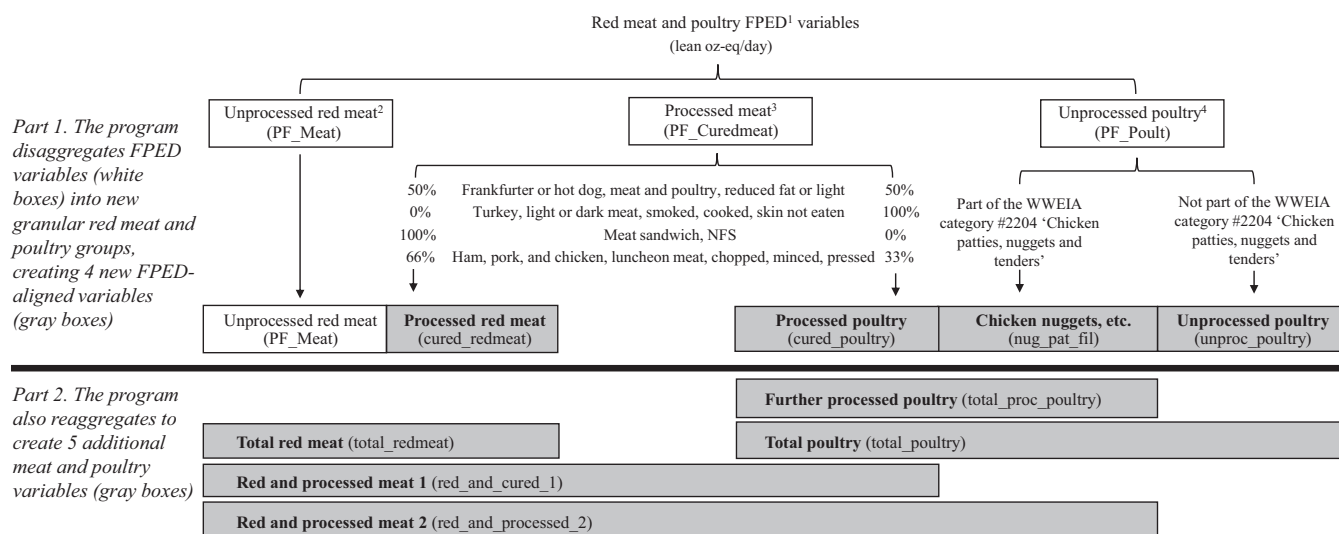 Red meat and poultry FPED¹ variables
(lean oz-eq/day)
Part 1. The program
disaggregates FPED
variables (white
boxes) into new
granular red meat and
poultry groups,
creating 4 new FPED-
aligned variables
(gray boxes)
Unprocessed red meat²
(PF_Meat)
Processed meat³
(PF_Curedmeat)
Unprocessed poultry⁴
(PF_Poult)
50% Frankfurter or hot dog, meat and poultry, reduced fat or light 50%
0% Turkey, light or dark meat, smoked, cooked, skin not eaten 100%
100% Meat sandwich, NFS 0%
66% Ham, pork, and chicken, luncheon meat, chopped, minced, pressed 33%
Part of the WWEIA
category #2204 ‘Chicken
patties, nuggets and
tenders’
Not part of the WWEIA
category #2204 ‘Chicken
patties, nuggets and
tenders’
Unprocessed red meat
(PF_Meat)
Processed red meat
(cured_redmeat)
Processed poultry
(cured_poultry)
Chicken nuggets, etc.
(nug_pat_fil)
Unprocessed poultry
(unproc_poultry)
Part 2. The program
also reaggregates to
create 5 additional
meat and poultry
variables (gray boxes)
Further processed poultry (total_proc_poultry)
Total red meat (total_redmeat)
Total poultry (total_poultry)
Red and processed meat 1 (red_and_cured_1)
Red and processed meat 2 (red_and_processed_2)